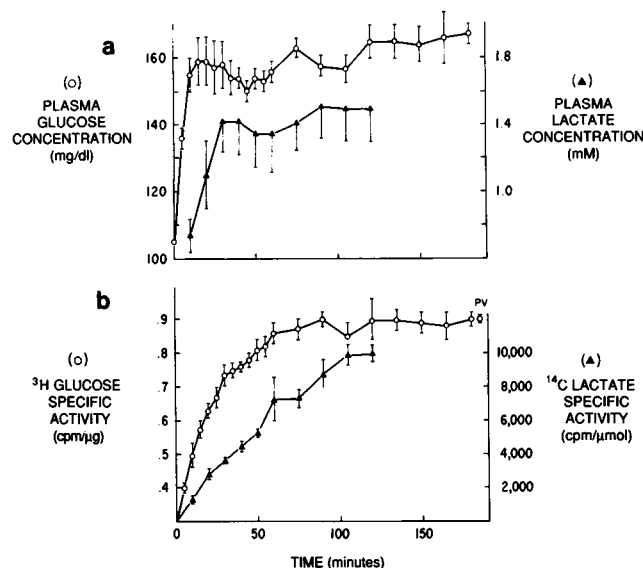 a
(○)
PLASMA
GLUCOSE
CONCENTRATION
(mg/dl)
160
140
120
100
1.8
1.4
1.0
(▲)
PLASMA
LACTATE
CONCENTRATION
(mM)
b
(○)
³H GLUCOSE
SPECIFIC
ACTIVITY
(cpm/μg)
.9
.8
.7
.6
.5
.4
PV
10,000
8,000
6,000
4,000
2,000
(▲)
¹⁴C LACTATE
SPECIFIC
ACTIVITY
(cpm/μmol)
0 50 100 150
TIME (minutes)